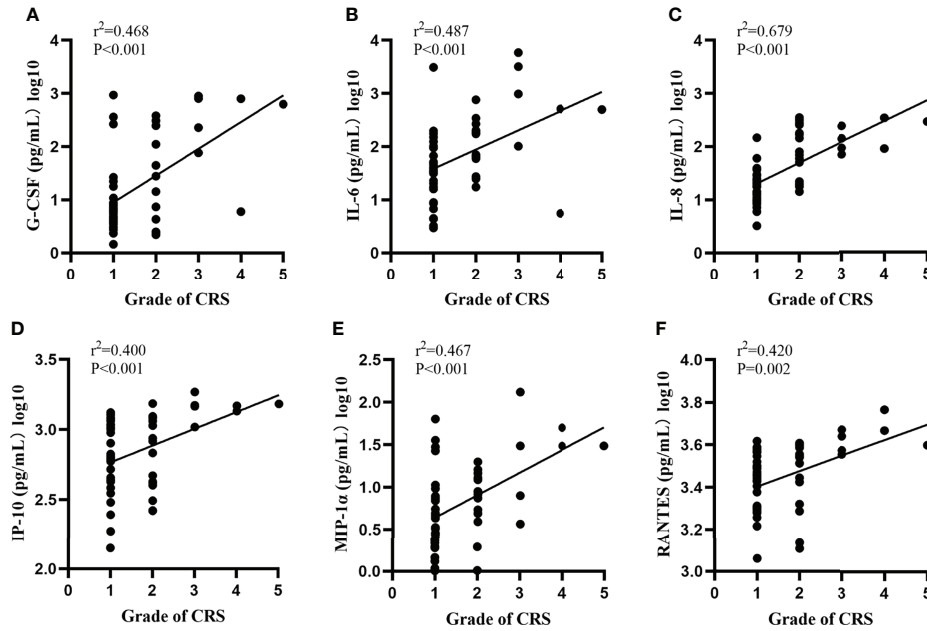 A
r²=0.468
P<0.001
G-CSF (pg/mL) log10
4
3
2
1
0
0 1 2 3 4 5
Grade of CRS
B
r²=0.487
P<0.001
IL-6 (pg/mL) log10
4
3
2
1
0
0 1 2 3 4 5
Grade of CRS
C
r²=0.679
P<0.001
IL-8 (pg/mL) log10
4
3
2
1
0
0 1 2 3 4 5
Grade of CRS
D
r²=0.400
P<0.001
IP-10 (pg/mL) log10
3.5
3.0
2.5
2.0
0 1 2 3 4 5
Grade of CRS
E
r²=0.467
P<0.001
MIP-1α (pg/mL) log10
2.5
2.0
1.5
1.0
0.5
0.0
0 1 2 3 4 5
Grade of CRS
F
r²=0.420
P=0.002
RANTES (pg/mL) log10
4.0
3.8
3.6
3.4
3.2
3.0
0 1 2 3 4 5
Grade of CRS